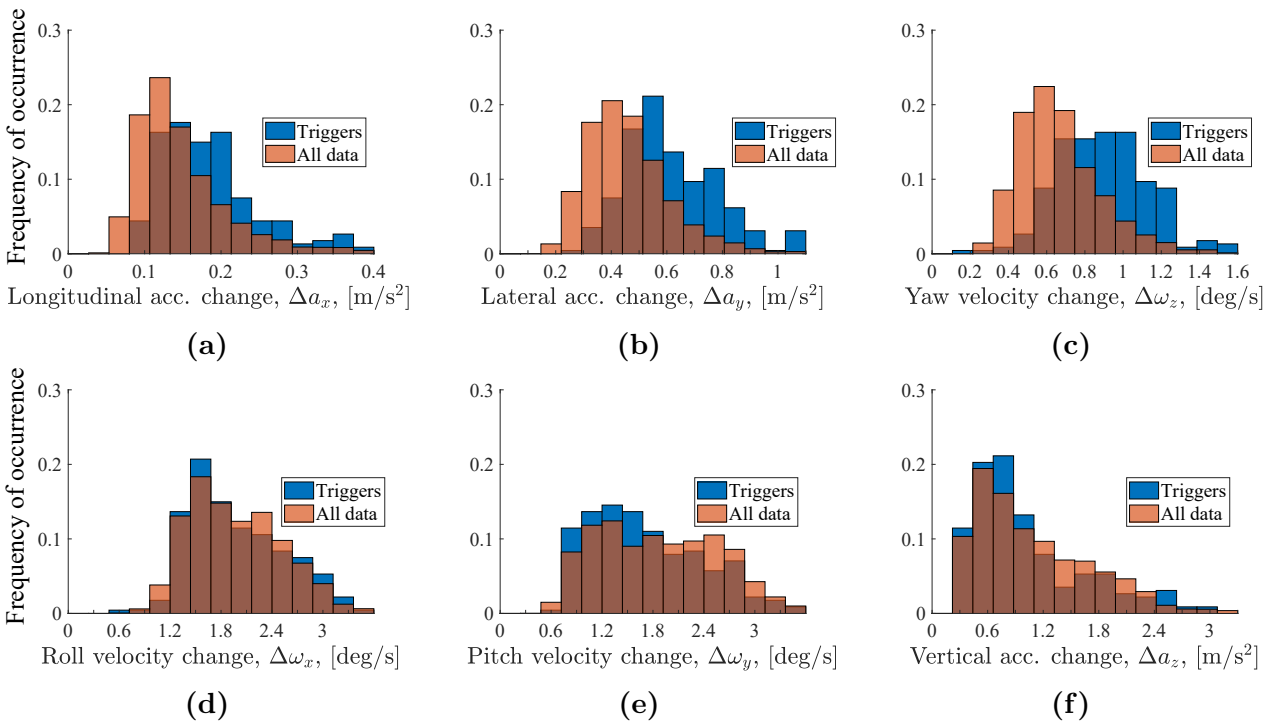 Frequency of occurrence
0.3
0.2
0.1
0
0 0.1 0.2 0.3 0.4
Triggers
All data
Longitudinal acc. change, Δaₓ, [m/s²]
(a)
0.3
0.2
0.1
0
0 0.2 0.4 0.6 0.8 1
Triggers
All data
Lateral acc. change, Δa_y, [m/s²]
(b)
0.3
0.2
0.1
0
0 0.2 0.4 0.6 0.8 1 1.2 1.4 1.6
Triggers
All data
Yaw velocity change, Δω_z, [deg/s]
(c)
Frequency of occurrence
0.3
0.2
0.1
0
0 0.6 1.2 1.8 2.4 3
Triggers
All data
Roll velocity change, Δωₓ, [deg/s]
(d)
0.3
0.2
0.1
0
0 0.6 1.2 1.8 2.4 3
Triggers
All data
Pitch velocity change, Δω_y, [deg/s]
(e)
0.3
0.2
0.1
0
0 0.6 1.2 1.8 2.4 3
Triggers
All data
Vertical acc. change, Δa_z, [m/s²]
(f)